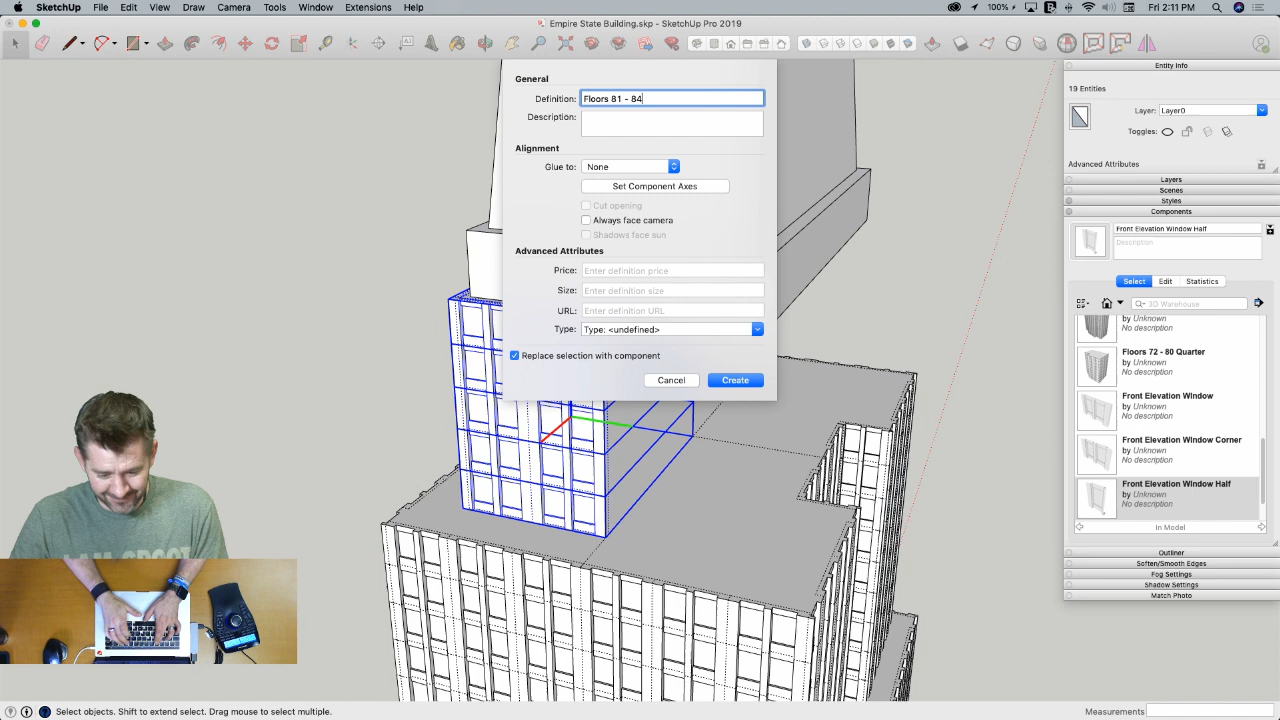 SketchUp File Edit View Draw Camera Tools Window Extensions Help
100% Fri 2:11 PM
Empire State Building.skp - SketchUp Pro 2019
General
Definition: Floors 81 - 84
Description:
Alignment
Glue to: None
Set Component Axes
Cut opening
Always face camera
Shadows face sun
Advanced Attributes
Price: Enter definition price
Size: Enter definition size
URL: Enter definition URL
Type: Type: <undefined>
Replace selection with component
Cancel Create
Entity Info
19 Entities
Layer: Layer0
Toggles:
Advanced Attributes
Layers
Scenes
Styles
Components
Front Elevation Window Half
Description
Select Edit Statistics
3D Warehouse
by Unknown
No description
Floors 72 - 80 Quarter
by Unknown
No description
Front Elevation WIndow
by Unknown
No description
Front Elevation WIndow Corner
by Unknown
No description
Front Elevation Window Half
by Unknown
No description
In Model
Outliner
Soften/Smooth Edges
Fog Settings
Shadow Settings
Match Photo
I AM GROOT
Select objects. Shift to extend select. Drag mouse to select multiple.
Measurements